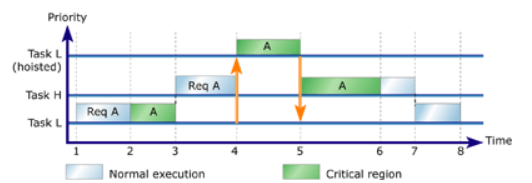 Priority
Task L
(hoisted)
A
Req A
Task H
A
Req A
A
Task L
Time
1 2 3 4 5 6 7 8
Normal execution
Critical region